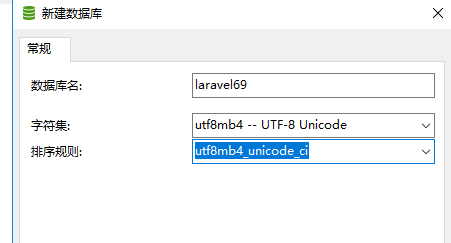 新建数据库
常规
数据库名: laravel69
字符集: utf8mb4 -- UTF-8 Unicode
排序规则: utf8mb4_unicode_ci